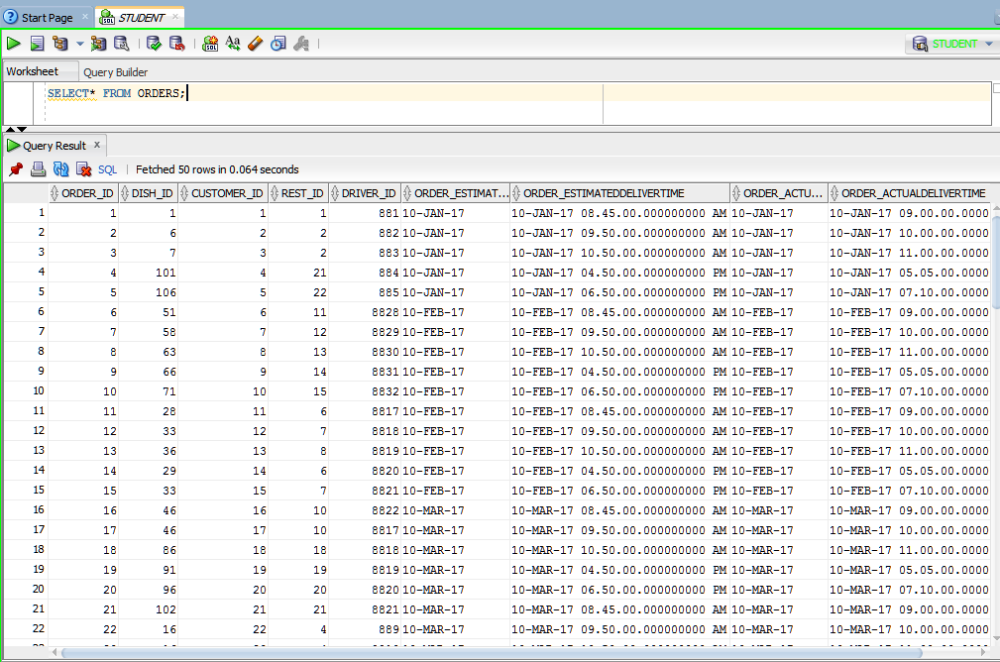 Start Page STUDENT
STUDENT
Worksheet Query Builder
SELECT* FROM ORDERS;
Query Result x
SQL | Fetched 50 rows in 0.064 seconds
ORDER_ID DISH_ID CUSTOMER_ID REST_ID DRIVER_ID ORDER_ESTIMAT... ORDER_ESTIMATEDDELIVERTIME ORDER_ACTU... ORDER_ACTUALDELIVERTIME
1 1 1 1 1 881 10-JAN-17 10-JAN-17 08.45.00.000000000 AM 10-JAN-17 10-JAN-17 09.00.00.0000
2 2 6 2 2 882 10-JAN-17 10-JAN-17 09.50.00.000000000 AM 10-JAN-17 10-JAN-17 10.00.00.0000
3 3 7 3 2 883 10-JAN-17 10-JAN-17 10.50.00.000000000 AM 10-JAN-17 10-JAN-17 11.00.00.0000
4 4 101 4 21 884 10-JAN-17 10-JAN-17 04.50.00.000000000 PM 10-JAN-17 10-JAN-17 05.05.00.0000
5 5 106 5 22 885 10-JAN-17 10-JAN-17 06.50.00.000000000 PM 10-JAN-17 10-JAN-17 07.10.00.0000
6 6 51 6 11 8828 10-FEB-17 10-FEB-17 08.45.00.000000000 AM 10-FEB-17 10-FEB-17 09.00.00.0000
7 7 58 7 12 8829 10-FEB-17 10-FEB-17 09.50.00.000000000 AM 10-FEB-17 10-FEB-17 10.00.00.0000
8 8 63 8 13 8830 10-FEB-17 10-FEB-17 10.50.00.000000000 AM 10-FEB-17 10-FEB-17 11.00.00.0000
9 9 66 9 14 8831 10-FEB-17 10-FEB-17 04.50.00.000000000 PM 10-FEB-17 10-FEB-17 05.05.00.0000
10 10 71 10 15 8832 10-FEB-17 10-FEB-17 06.50.00.000000000 PM 10-FEB-17 10-FEB-17 07.10.00.0000
11 11 28 11 6 8817 10-FEB-17 10-FEB-17 08.45.00.000000000 AM 10-FEB-17 10-FEB-17 09.00.00.0000
12 12 33 12 7 8818 10-FEB-17 10-FEB-17 09.50.00.000000000 AM 10-FEB-17 10-FEB-17 10.00.00.0000
13 13 36 13 8 8819 10-FEB-17 10-FEB-17 10.50.00.000000000 AM 10-FEB-17 10-FEB-17 11.00.00.0000
14 14 29 14 6 8820 10-FEB-17 10-FEB-17 04.50.00.000000000 PM 10-FEB-17 10-FEB-17 05.05.00.0000
15 15 33 15 7 8821 10-FEB-17 10-FEB-17 06.50.00.000000000 PM 10-FEB-17 10-FEB-17 07.10.00.0000
16 16 46 16 10 8822 10-MAR-17 10-MAR-17 08.45.00.000000000 AM 10-MAR-17 10-MAR-17 09.00.00.0000
17 17 46 17 10 8817 10-MAR-17 10-MAR-17 09.50.00.000000000 AM 10-MAR-17 10-MAR-17 10.00.00.0000
18 18 86 18 18 8818 10-MAR-17 10-MAR-17 10.50.00.000000000 AM 10-MAR-17 10-MAR-17 11.00.00.0000
19 19 91 19 19 8819 10-MAR-17 10-MAR-17 04.50.00.000000000 PM 10-MAR-17 10-MAR-17 05.05.00.0000
20 20 96 20 20 8820 10-MAR-17 10-MAR-17 06.50.00.000000000 PM 10-MAR-17 10-MAR-17 07.10.00.0000
21 21 102 21 21 8821 10-MAR-17 10-MAR-17 08.45.00.000000000 AM 10-MAR-17 10-MAR-17 09.00.00.0000
22 22 16 22 4 889 10-MAR-17 10-MAR-17 09.50.00.000000000 AM 10-MAR-17 10-MAR-17 10.00.00.0000